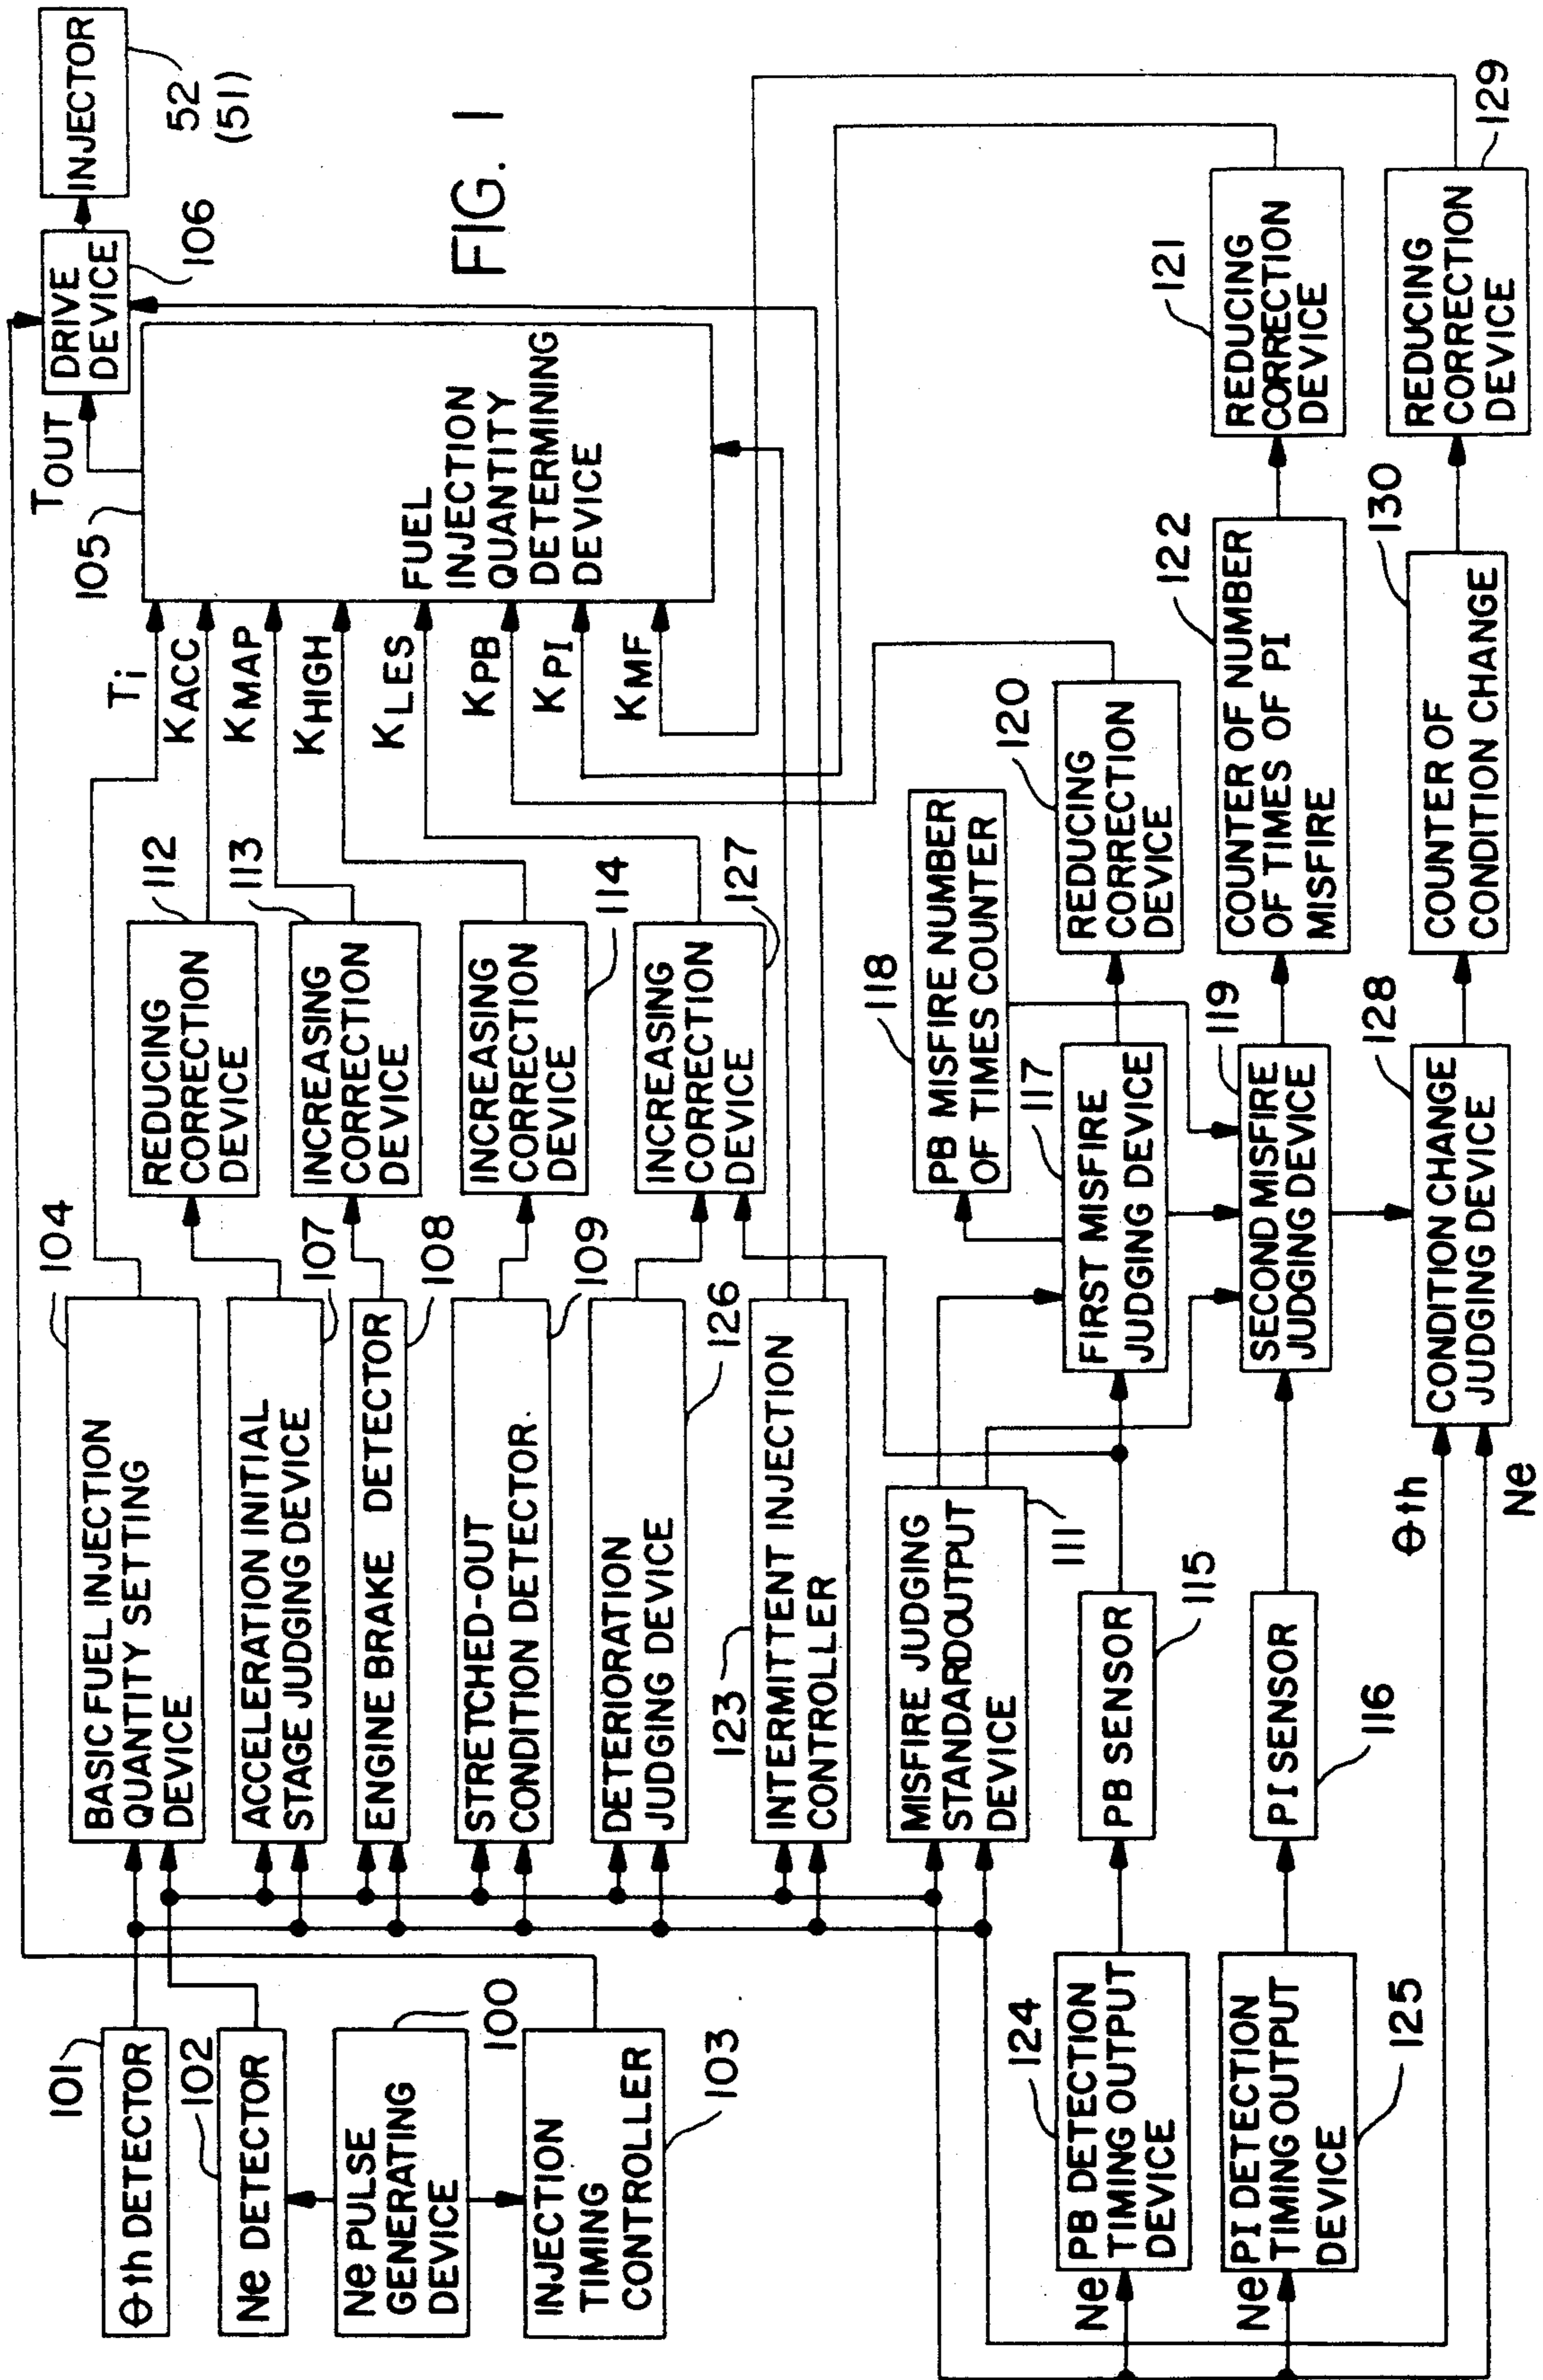 FIG. 1
101
θth DETECTOR
102
Ne DETECTOR
100
Ne PULSE
GENERATING
DEVICE
103
INJECTION
TIMING
CONTROLLER
104
BASIC FUEL INJECTION
QUANTITY SETTING
DEVICE
107
ACCELERATION INITIAL
STAGE JUDGING DEVICE
108
ENGINE BRAKE DETECTOR
109
STRETCHED-OUT
CONDITION DETECTOR.
126
DETERIORATION
JUDGING DEVICE
123
INTERMITTENT INJECTION
CONTROLLER
111
MISFIRE JUDGING
STANDARDOUTPUT
DEVICE
112
REDUCING
CORRECTION
DEVICE
113
INCREASING
CORRECTION
DEVICE
114
INCREASING
CORRECTION
DEVICE
127
INCREASING
CORRECTION
DEVICE
Ti
KACC
KMAP
KHIGH
KLES
KPB
KPI
KMF
105
FUEL
INJECTION
QUANTITY
DETERMINING
DEVICE
TOUT
106
DRIVE
DEVICE
INJECTOR
52
(51)
Ne
124
PB DETECTION
TIMING OUTPUT
DEVICE
PB SENSOR
115
117
FIRST MISFIRE
JUDGING DEVICE
118
PB MISFIRE NUMBER
OF TIMES COUNTER
120
REDUCING
CORRECTION
DEVICE
Ne
125
PI DETECTION
TIMING OUTPUT
DEVICE
PI SENSOR
116
119
SECOND MISFIRE
JUDGING DEVICE
122
COUNTER OF NUMBER
OF TIMES OF PI
MISFIRE
121
REDUCING
CORRECTION
DEVICE
θth
Ne
128
CONDITION CHANGE
JUDGING DEVICE
130
COUNTER OF
CONDITION CHANGE
129
REDUCING
CORRECTION
DEVICE